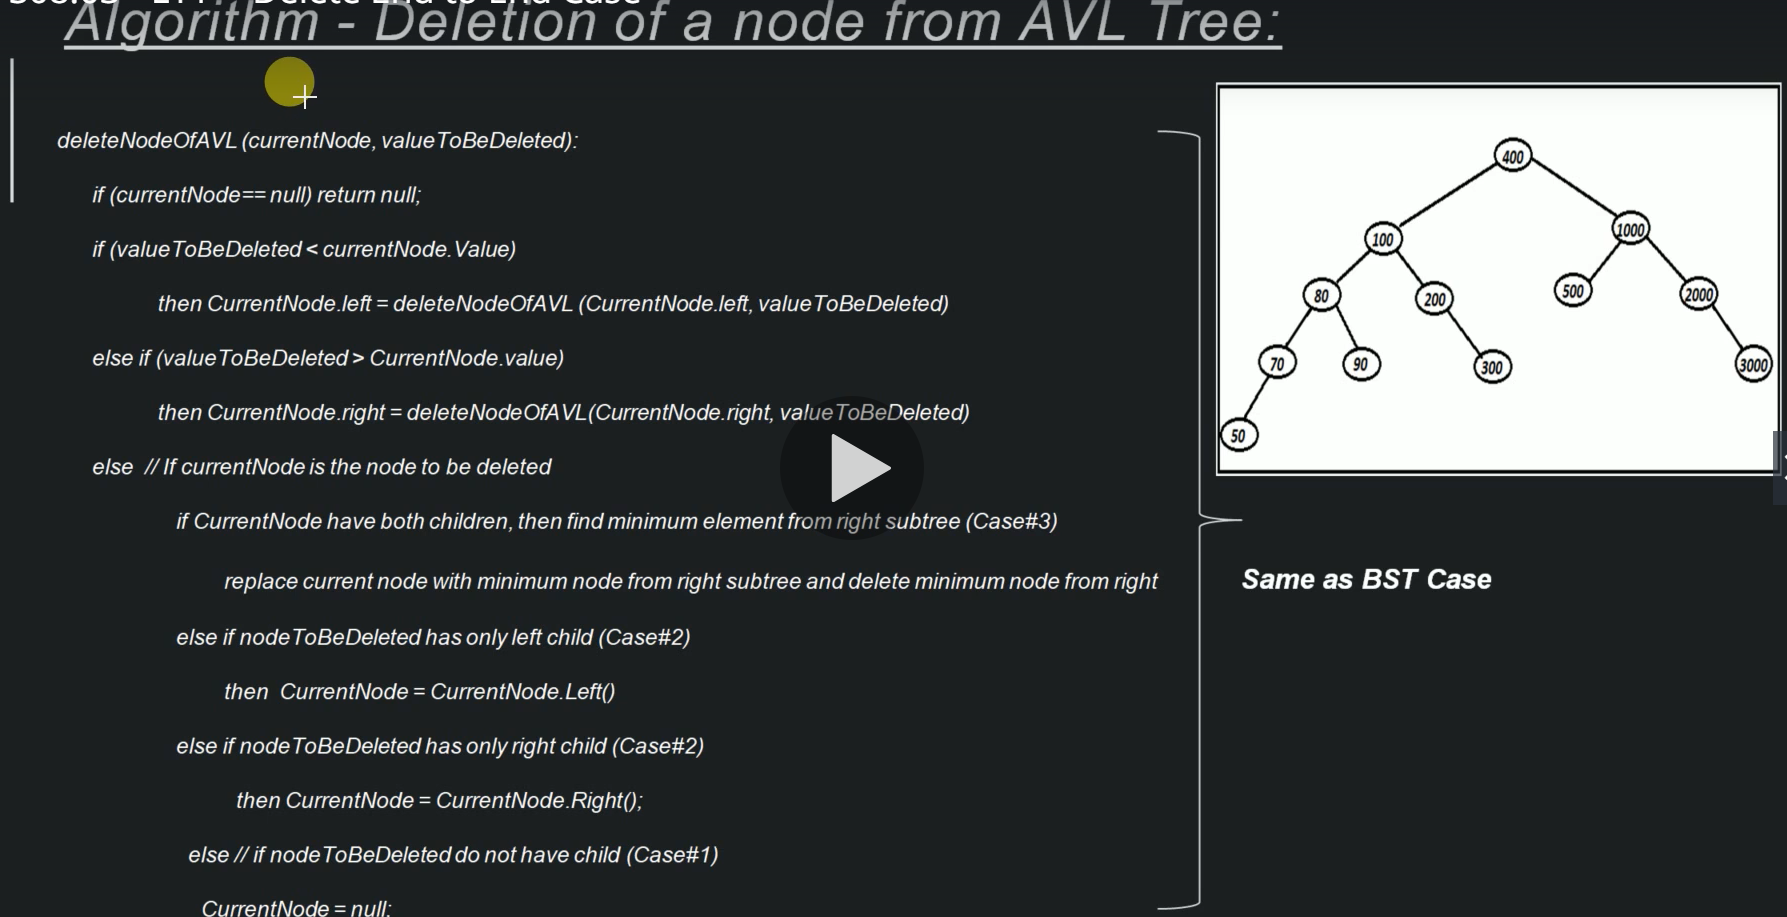 Algorithm - Deletion of a node from AVL Tree:
deleteNodeOfAVL (currentNode, valueToBeDeleted):
if (currentNode== null) return null;
if (valueToBeDeleted < currentNode.Value)
then CurrentNode.left = deleteNodeOfAVL (CurrentNode.left, valueToBeDeleted)
else if (valueToBeDeleted > CurrentNode.value)
then CurrentNode.right = deleteNodeOfAVL(CurrentNode.right, valueToBeDeleted)
else // If currentNode is the node to be deleted
if CurrentNode have both children, then find minimum element from right subtree (Case#3)
replace current node with minimum node from right subtree and delete minimum node from right
else if nodeToBeDeleted has only left child (Case#2)
then CurrentNode = CurrentNode.Left()
else if nodeToBeDeleted has only right child (Case#2)
then CurrentNode = CurrentNode.Right();
else // if nodeToBeDeleted do not have child (Case#1)
CurrentNode = null;
400
100 1000
80 200 500 2000
70 90 300 3000
50
Same as BST Case